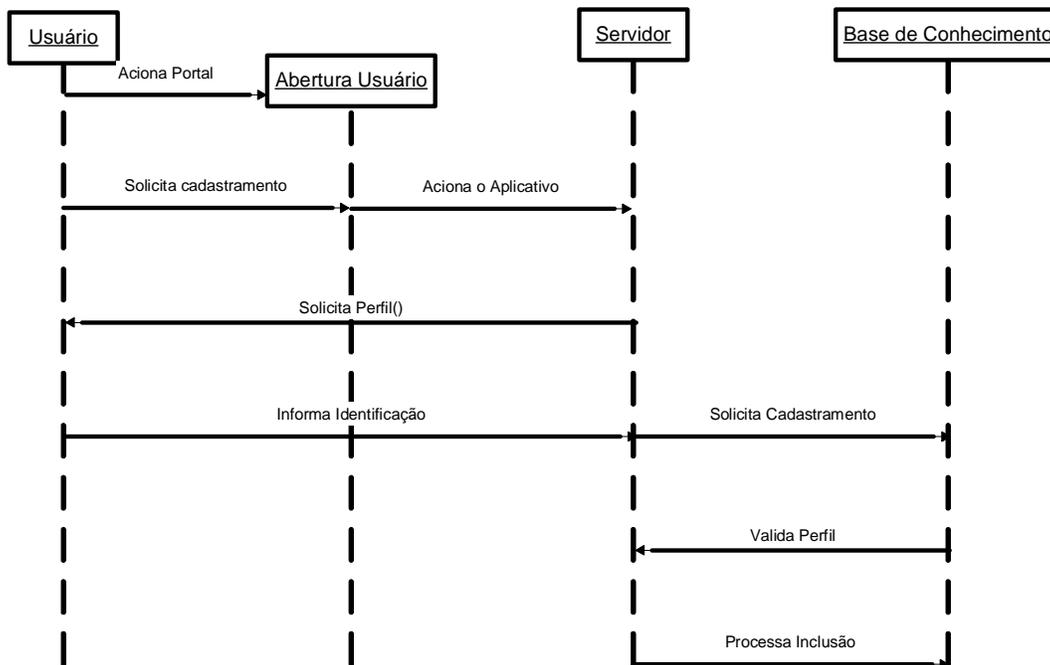 Usuário
Servidor
Base de Conhecimento
Aciona Portal
Abertura Usuário
Solicita cadastramento
Aciona o Aplicativo
Solicita Perfil()
Informa Identificação
Solicita Cadastramento
Valida Perfil
Processa Inclusão